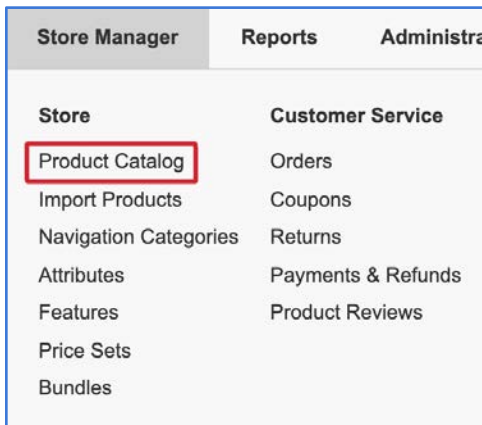 Store Manager Reports Administra
Store
Product Catalog
Import Products
Navigation Categories
Attributes
Features
Price Sets
Bundles
Customer Service
Orders
Coupons
Returns
Payments & Refunds
Product Reviews